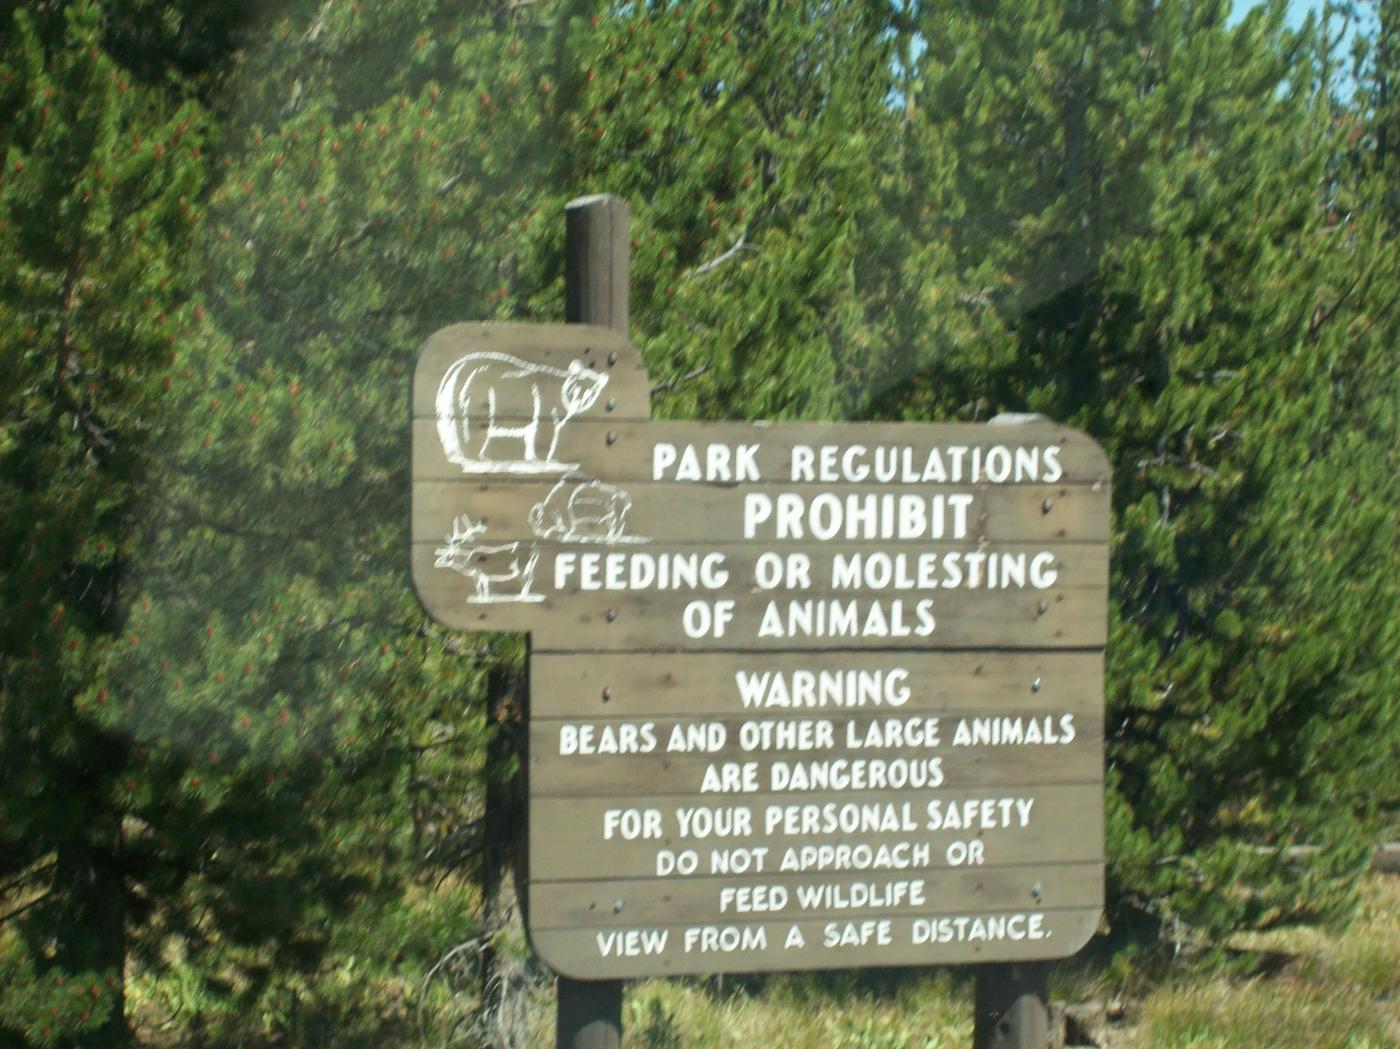 PARK REGULATIONS
PROHIBIT
FEEDING OR MOLESTING
OF ANIMALS
WARNING
BEARS AND OTHER LARGE ANIMALS
ARE DANGEROUS
FOR YOUR PERSONAL SAFETY
DO NOT APPROACH OR
FEED WILDLIFE
VIEW FROM A SAFE DISTANCE.